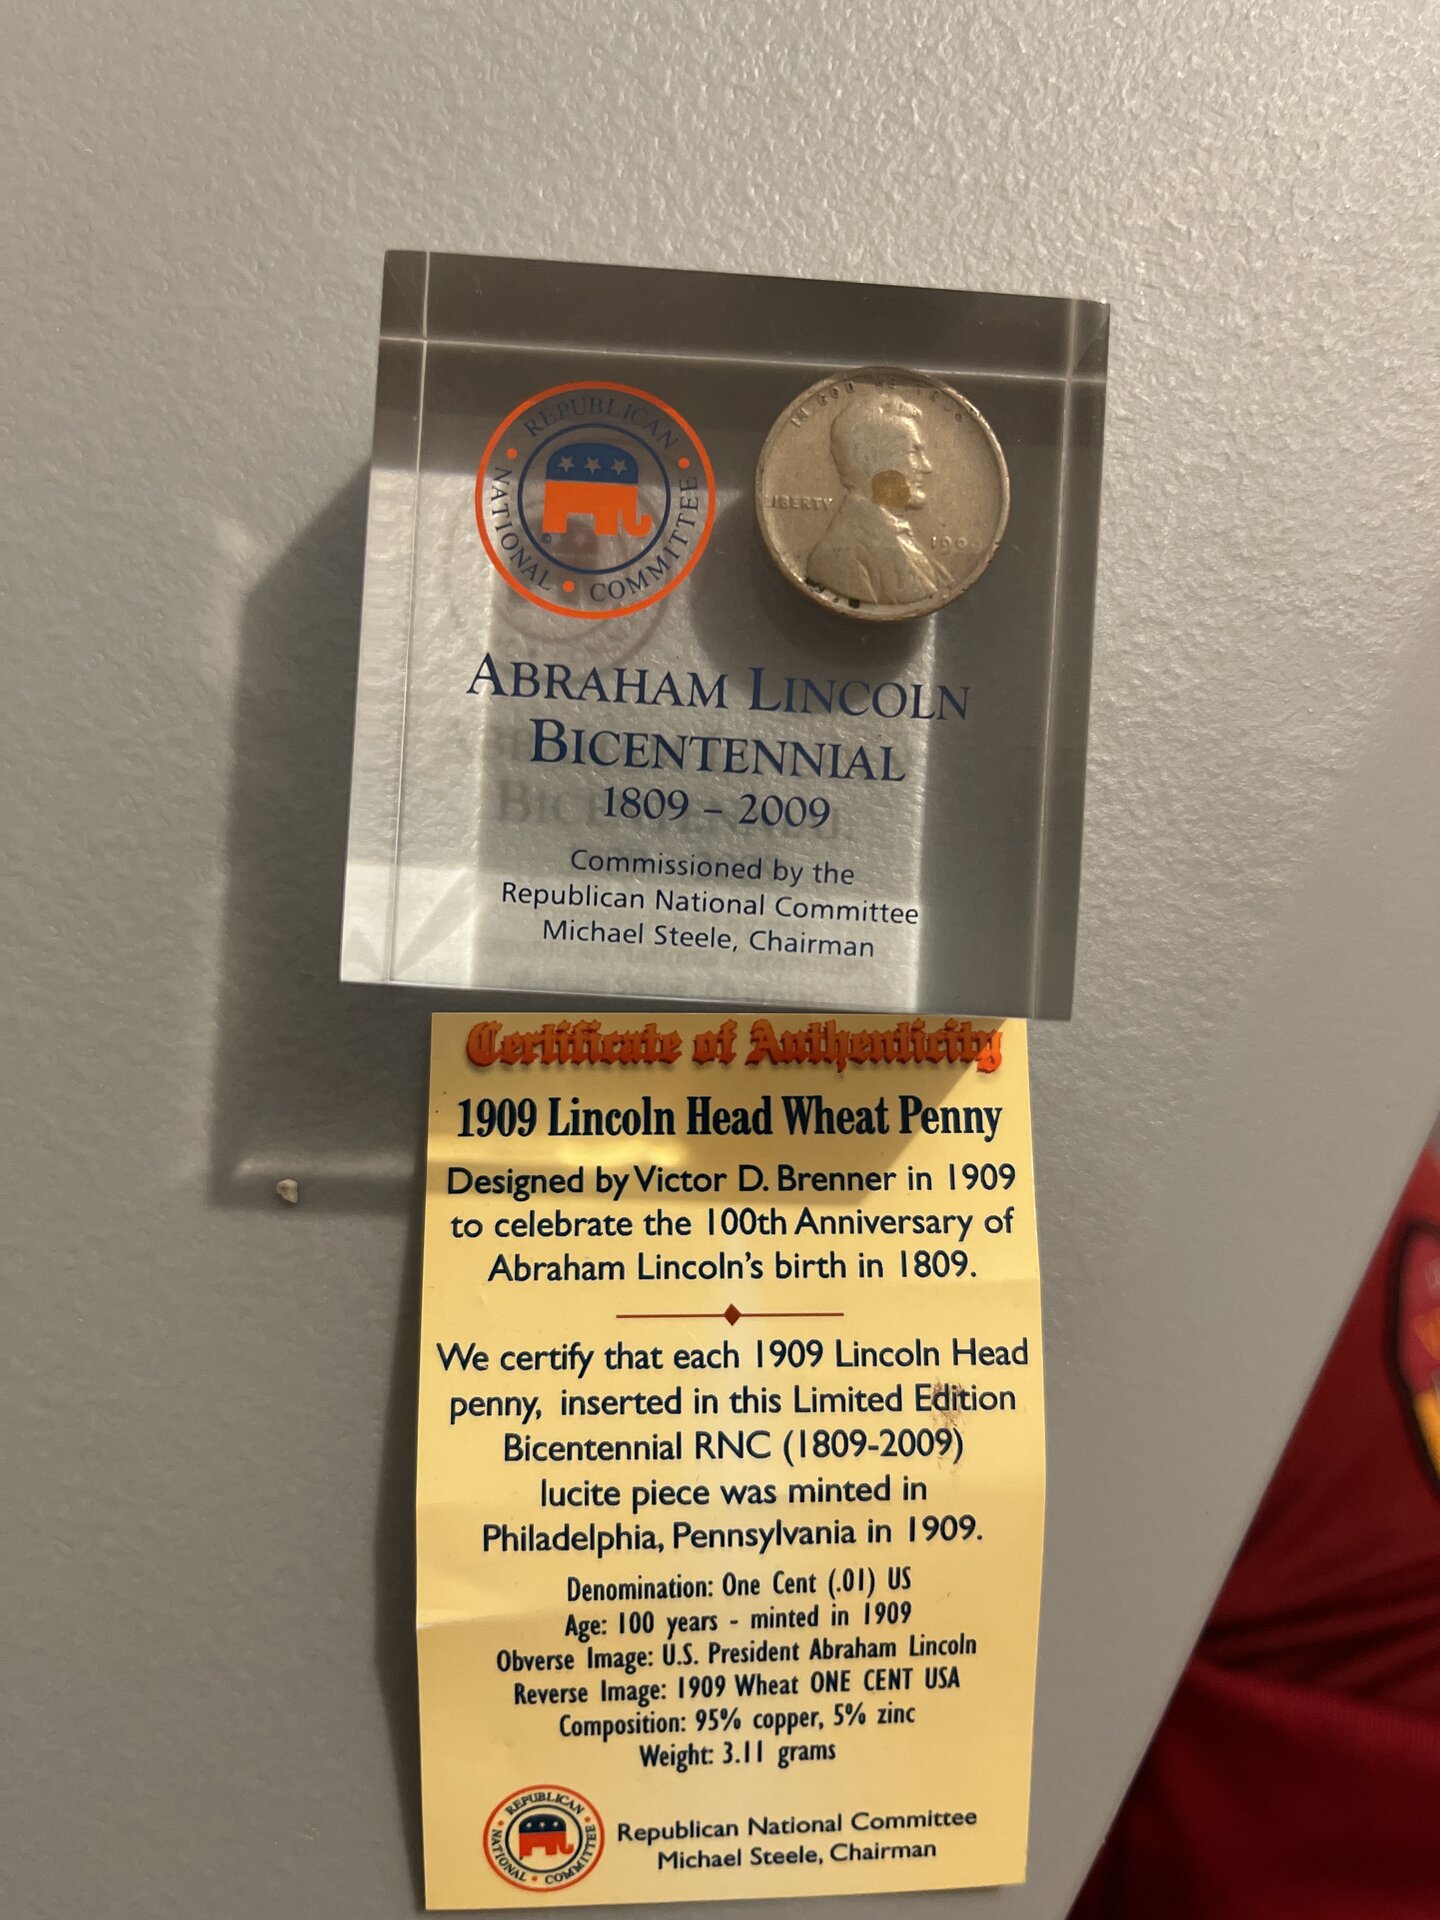 REPUBLICAN
NATIONAL COMMITTEE
©
IN GOD WE TRUST
LIBERTY
ABRAHAM LINCOLN
BICENTENNIAL
1809 – 2009
Commissioned by the
Republican National Committee
Michael Steele, Chairman
Certificate of Authenticity
1909 Lincoln Head Wheat Penny
Designed by Victor D. Brenner in 1909
to celebrate the 100th Anniversary of
Abraham Lincoln's birth in 1809.
We certify that each 1909 Lincoln Head
penny, inserted in this Limited Edition
Bicentennial RNC (1809-2009)
lucite piece was minted in
Philadelphia, Pennsylvania in 1909.
Denomination: One Cent (.01) US
Age: 100 years - minted in 1909
Obverse Image: U.S. President Abraham Lincoln
Reverse Image: 1909 Wheat ONE CENT USA
Composition: 95% copper, 5% zinc
Weight: 3.11 grams
REPUBLICAN
NATIONAL COMMITTEE
Republican National Committee
Michael Steele, Chairman